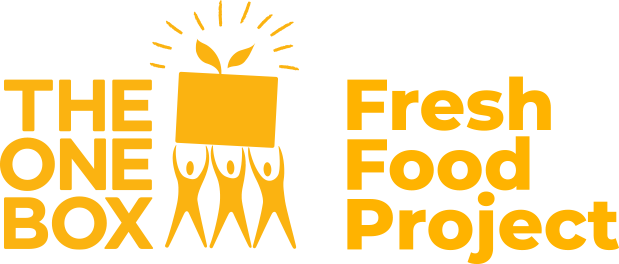 THE
ONE
BOX
Fresh
Food
Project